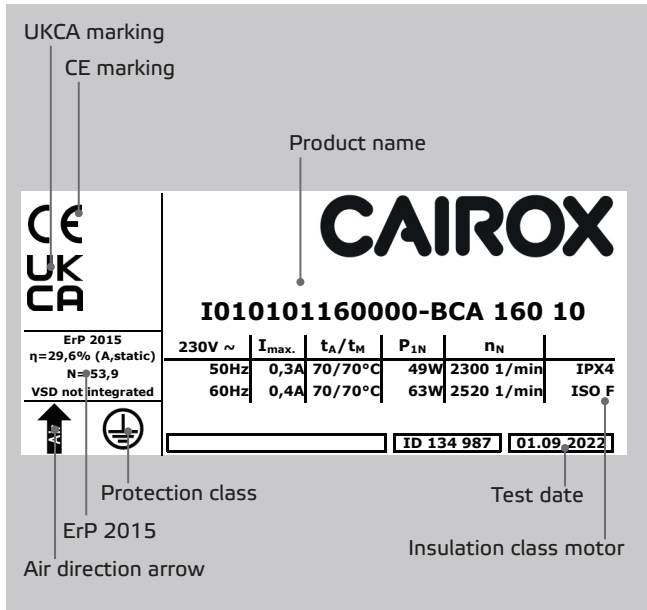 UKCA marking
CE marking
Product name
CE
CAIROX
UK
CA
I010101160000-BCA 160 10
ErP 2015
η=29,6% (A,static)
N=53,9
VSD not integrated
230V ~ Imax. tA/tM P1N nN
50Hz 0,3A 70/70°C 49W 2300 1/min IPX4
60Hz 0,4A 70/70°C 63W 2520 1/min ISO F
ID 134 987 01.09.2022
Protection class
Test date
ErP 2015
Insulation class motor
Air direction arrow